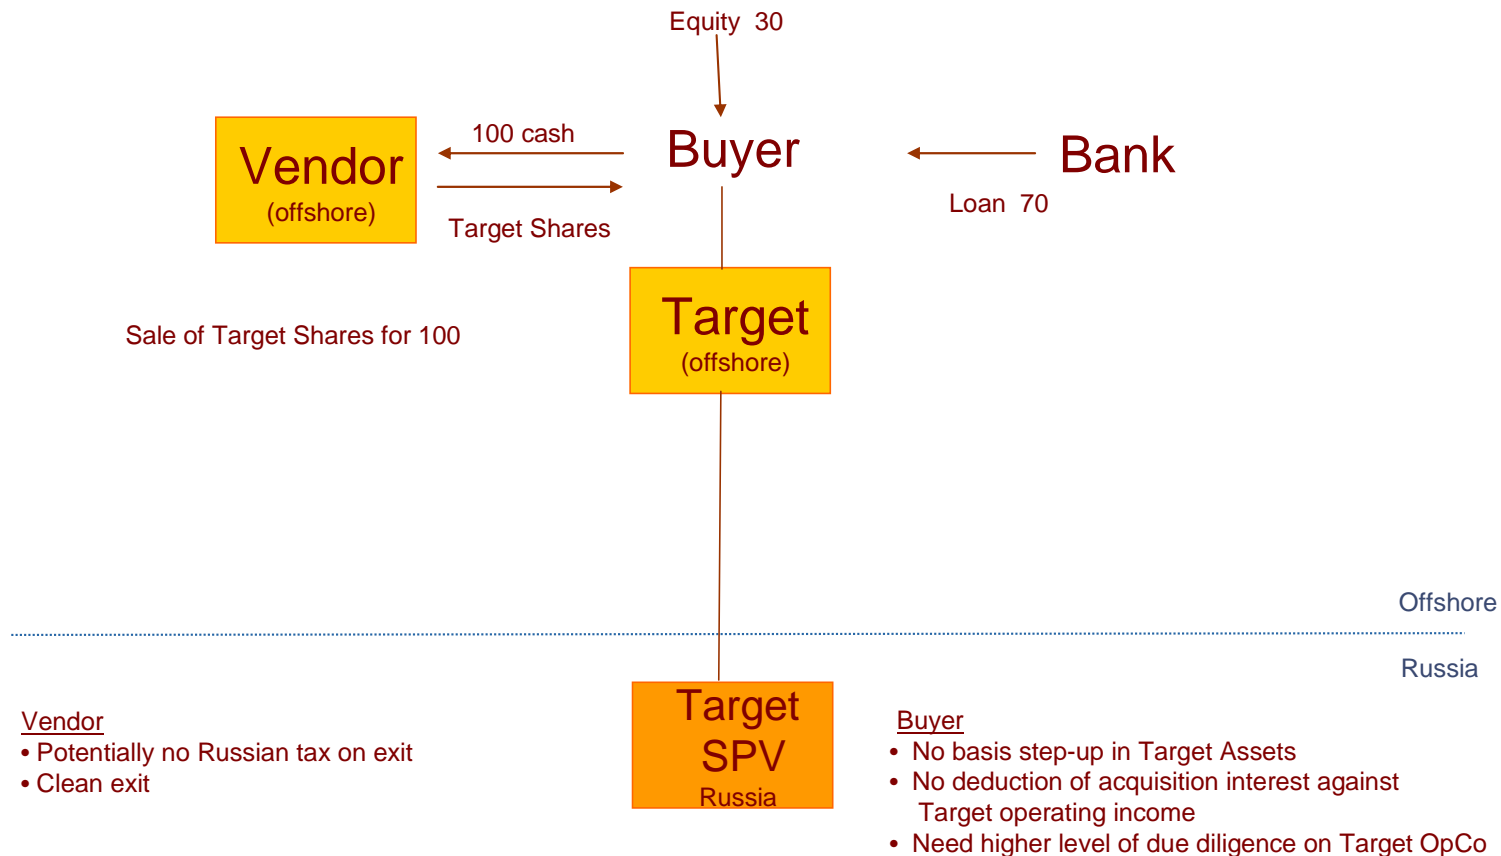 Equity 30
100 cash
Buyer
Bank
Vendor
(offshore)
Loan 70
Target Shares
Target
(offshore)
Sale of Target Shares for 100
Offshore
Russia
Target
SPV
Russia
Vendor
• Potentially no Russian tax on exit
• Clean exit
Buyer
• No basis step-up in Target Assets
• No deduction of acquisition interest against
Target operating income
• Need higher level of due diligence on Target OpCo